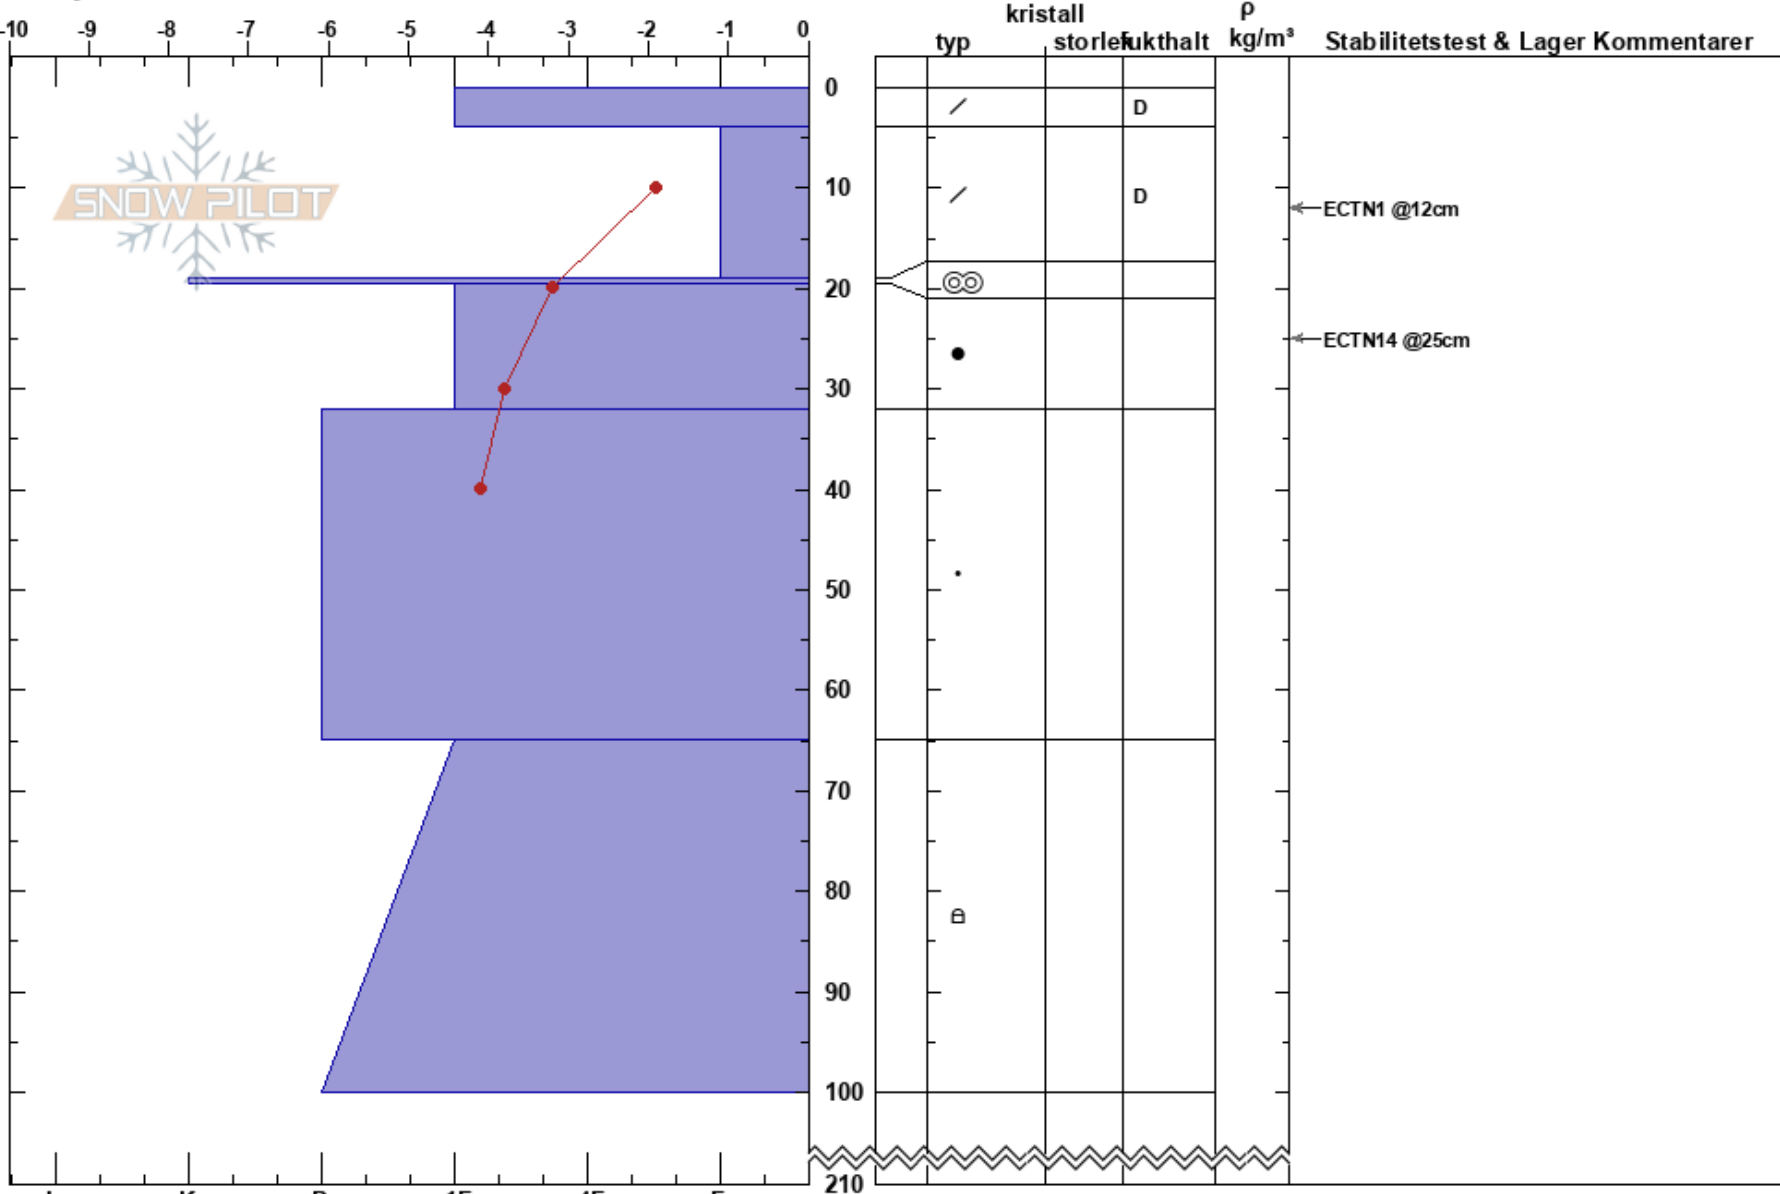 kristall ρ
-10 -9 -8 -7 -6 -5 -4 -3 -2 -1 0 typ storlek fukthalt kg/m³ Stabilitetstest & Lager Kommentarer
0
D
SNOW PILOT
10
D
ECTN1 @12cm
20
ECTN14 @25cm
30
40
50
60
70
80
90
100
210